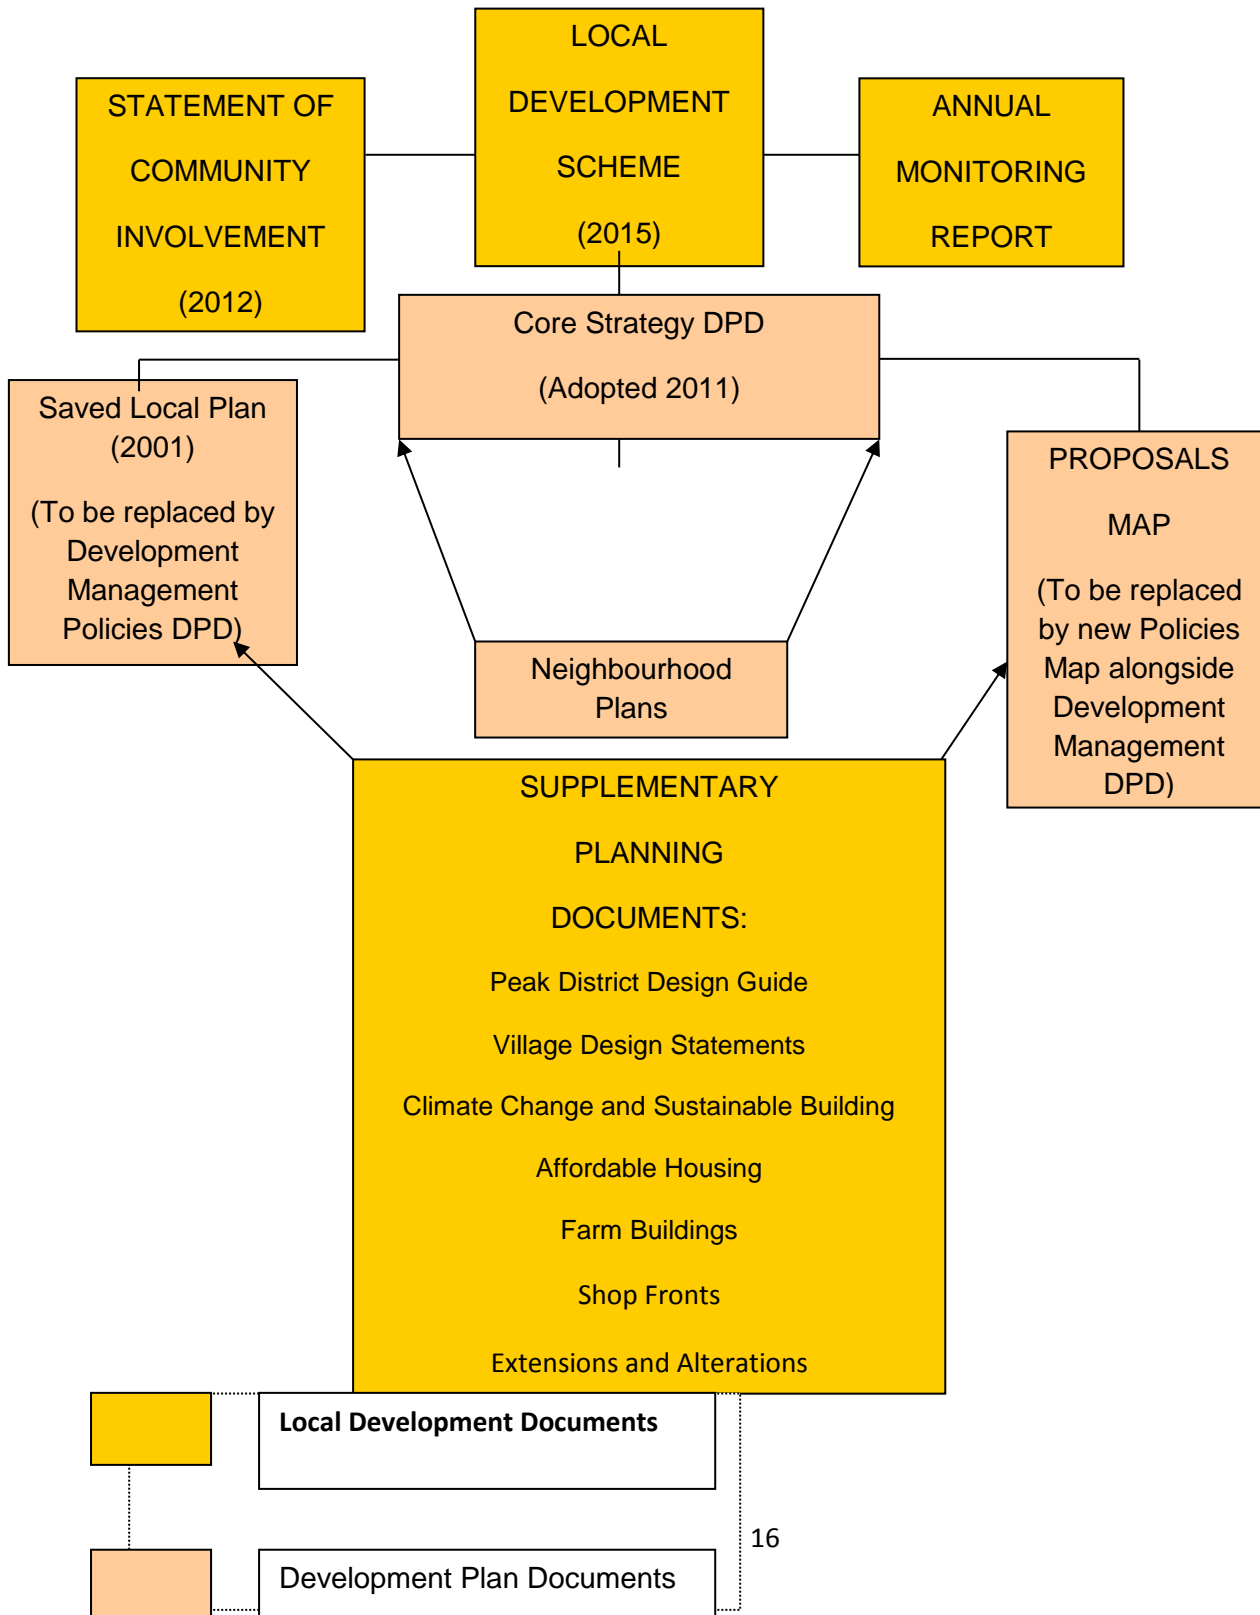 LOCAL
DEVELOPMENT
SCHEME
(2015)
STATEMENT OF
COMMUNITY
INVOLVEMENT
(2012)
ANNUAL
MONITORING
REPORT
Core Strategy DPD
(Adopted 2011)
Saved Local Plan
(2001)
(To be replaced by
Development
Management
Policies DPD)
PROPOSALS
MAP
(To be replaced
by new Policies
Map alongside
Development
Management
DPD)
Neighbourhood
Plans
SUPPLEMENTARY
PLANNING
DOCUMENTS:
Peak District Design Guide
Village Design Statements
Climate Change and Sustainable Building
Affordable Housing
Farm Buildings
Shop Fronts
Extensions and Alterations
Local Development Documents
16
Development Plan Documents